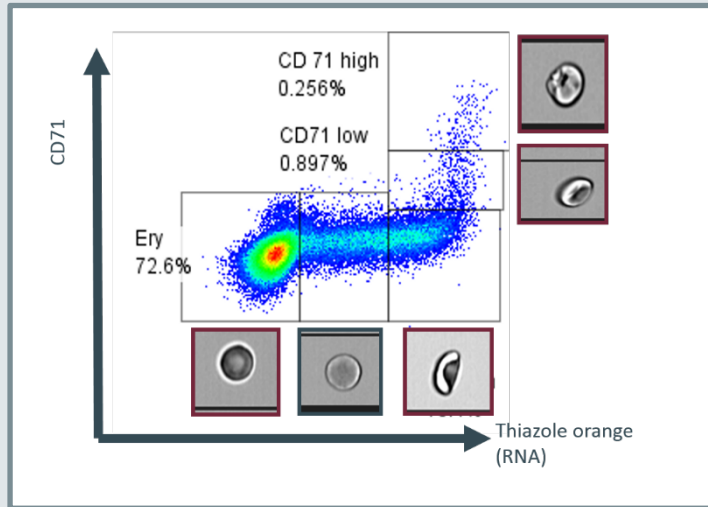 CD71
CD 71 high
0.256%
CD71 low
0.897%
Ery
72.6%
Thiazole orange
(RNA)